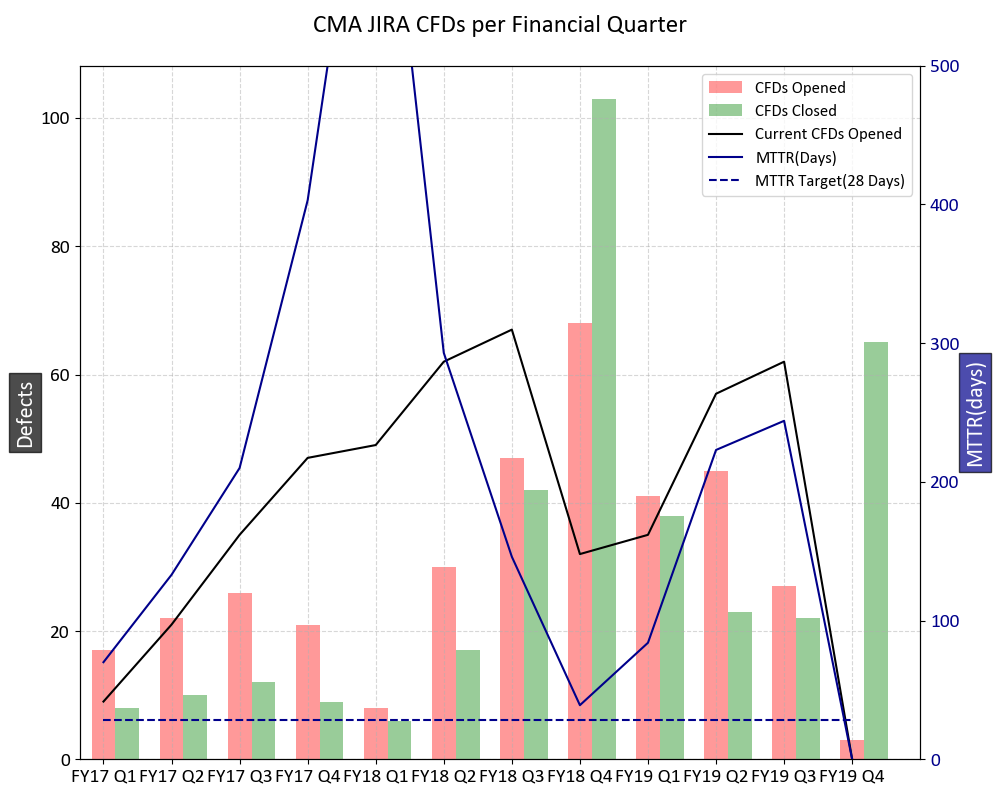 CMA JIRA CFDs per Financial Quarter
CFDs Opened
CFDs Closed
Current CFDs Opened
MTTR(Days)
MTTR Target(28 Days)
Defects
100
80
60
40
20
0
MTTR(days)
500
400
300
200
100
0
FY17 Q1 FY17 Q2 FY17 Q3 FY17 Q4 FY18 Q1 FY18 Q2 FY18 Q3 FY18 Q4 FY19 Q1 FY19 Q2 FY19 Q3 FY19 Q4